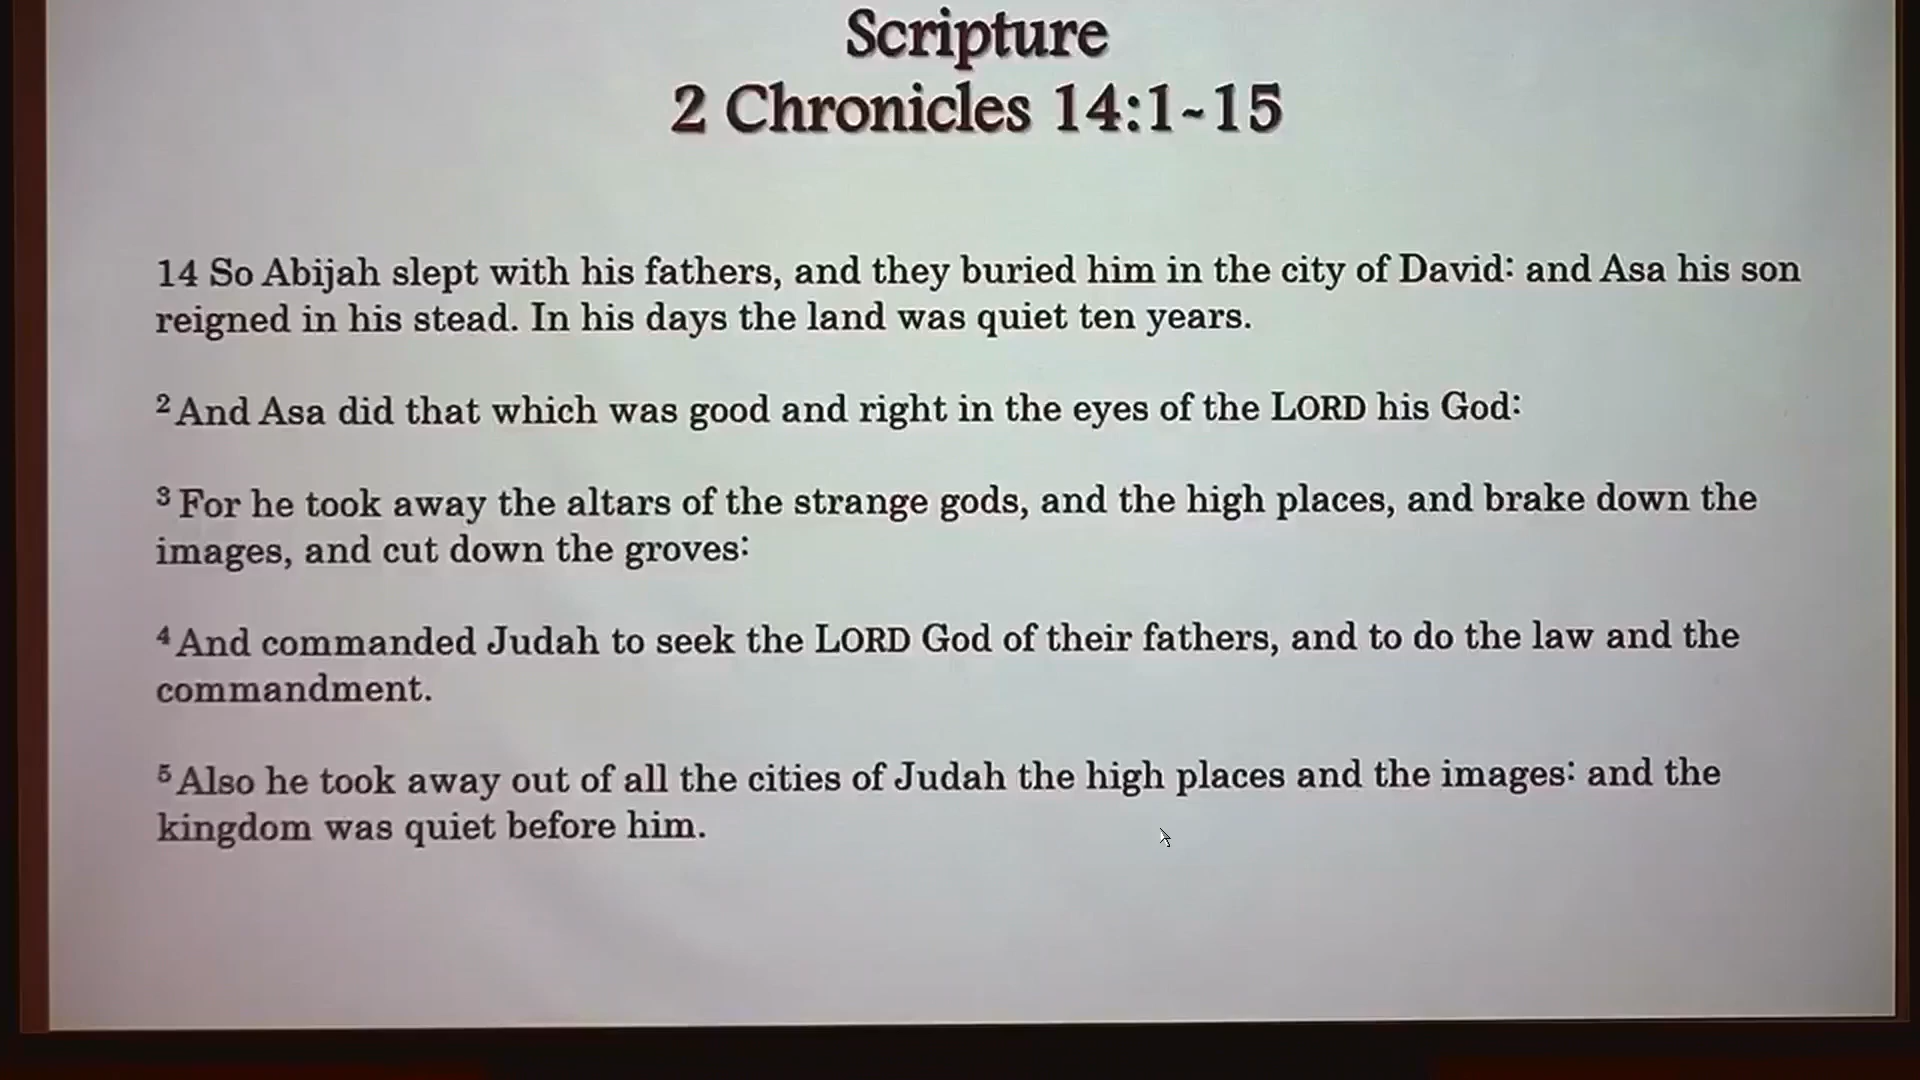 Scripture
2 Chronicles 14:1~15
14 So Abijah slept with his fathers, and they buried him in the city of David: and Asa his son
reigned in his stead. In his days the land was quiet ten years.
2 And Asa did that which was good and right in the eyes of the LORD his God:
3 For he took away the altars of the strange gods, and the high places, and brake down the
images, and cut down the groves:
4 And commanded Judah to seek the LORD God of their fathers, and to do the law and the
commandment.
5 Also he took away out of all the cities of Judah the high places and the images: and the
kingdom was quiet before him.